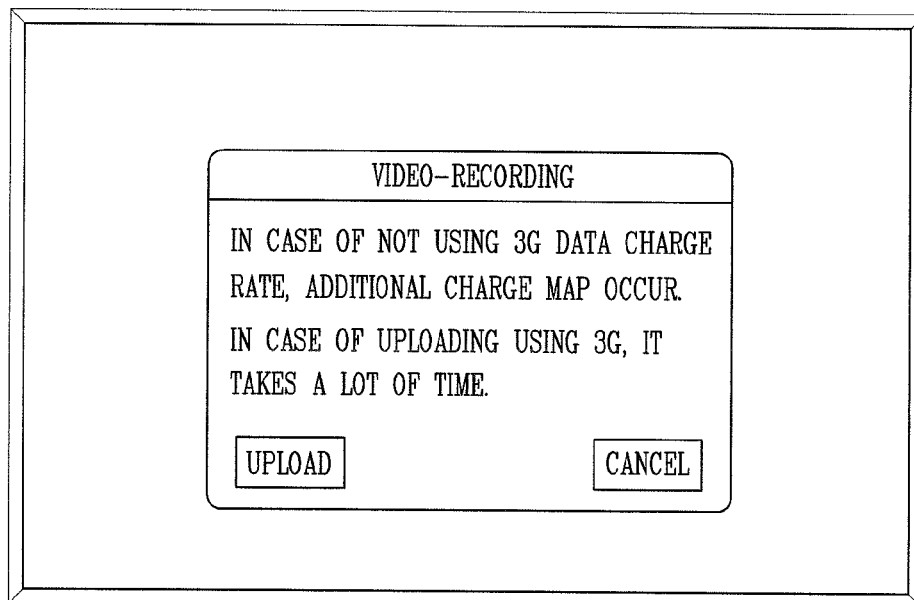 VIDEO-RECORDING
IN CASE OF NOT USING 3G DATA CHARGE
RATE, ADDITIONAL CHARGE MAP OCCUR.
IN CASE OF UPLOADING USING 3G, IT
TAKES A LOT OF TIME.
UPLOAD CANCEL